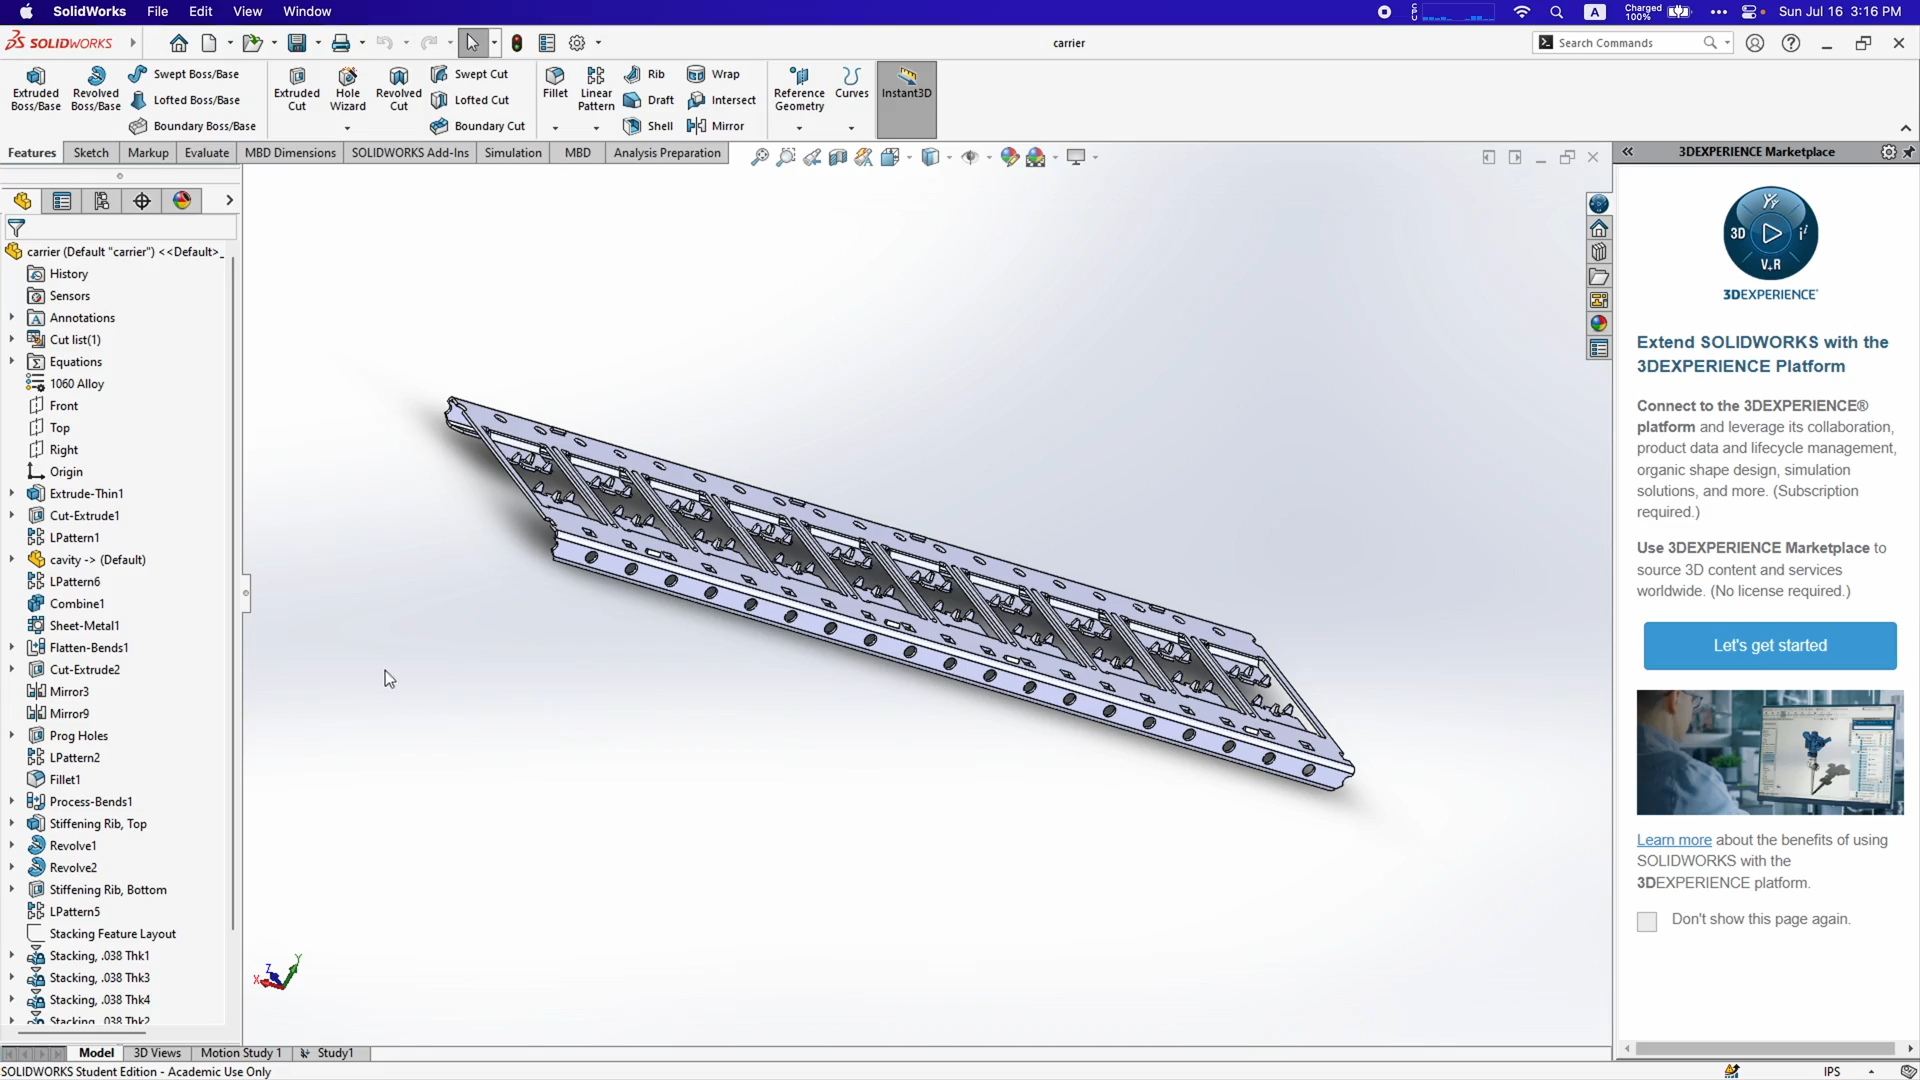 SolidWorks File Edit View Window Charged 100% Sun Jul 16 3:16 PM
SOLIDWORKS carrier Search Commands
Extruded Boss/Base
Revolved Boss/Base
Swept Boss/Base
Lofted Boss/Base
Boundary Boss/Base
Extruded Cut
Hole Wizard
Revolved Cut
Swept Cut
Lofted Cut
Boundary Cut
Fillet
Linear Pattern
Rib
Draft
Shell
Wrap
Intersect
Mirror
Reference Geometry
Curves
Instant3D
Features Sketch Markup Evaluate MBD Dimensions SOLIDWORKS Add-Ins Simulation MBD Analysis Preparation
carrier (Default "carrier") <<Default>_
History
Sensors
Annotations
Cut list(1)
Equations
1060 Alloy
Front
Top
Right
Origin
Extrude-Thin1
Cut-Extrude1
LPattern1
cavity -> (Default)
LPattern6
Combine1
Sheet-Metal1
Flatten-Bends1
Cut-Extrude2
Mirror3
Mirror9
Prog Holes
LPattern2
Fillet1
Process-Bends1
Stiffening Rib, Top
Revolve1
Revolve2
Stiffening Rib, Bottom
LPattern5
Stacking Feature Layout
Stacking, .038 Thk1
Stacking, .038 Thk3
Stacking, .038 Thk4
Stacking, .038 Thk2
X Z Y
3DEXPERIENCE Marketplace
3D V+R
3DEXPERIENCE
Extend SOLIDWORKS with the
3DEXPERIENCE Platform
Connect to the 3DEXPERIENCE®
platform and leverage its collaboration,
product data and lifecycle management,
organic shape design, simulation
solutions, and more. (Subscription
required.)
Use 3DEXPERIENCE Marketplace to
source 3D content and services
worldwide. (No license required.)
Let's get started
Learn more about the benefits of using
SOLIDWORKS with the
3DEXPERIENCE platform.
Don't show this page again.
Model 3D Views Motion Study 1 Study1
SOLIDWORKS Student Edition - Academic Use Only IPS